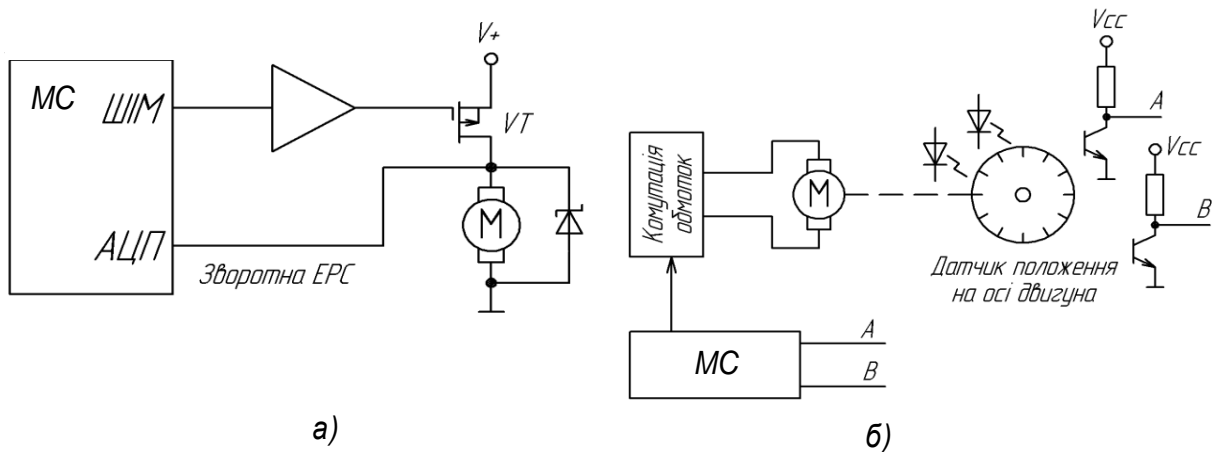 МС
ШІМ
АЦП
V+
VT
М
Зворотна ЕРС
а)
Комутація
обмоток
М
Vcc
А
Vcc
В
Датчик положення
на осі двигуна
МС
А
В
б)